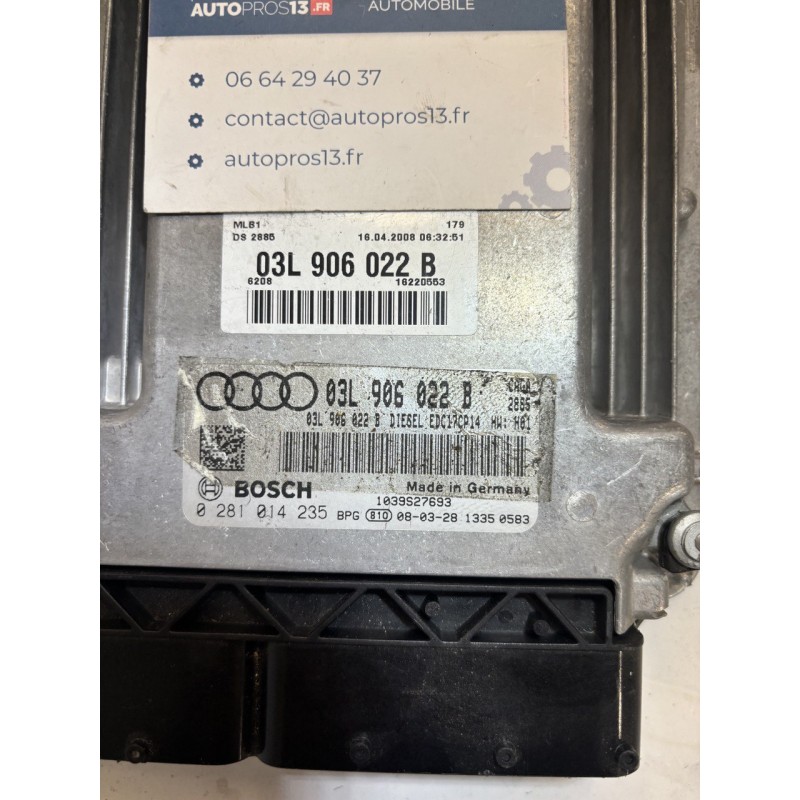 AUTOPROS13.FR
AUTOMOBILE
06 64 29 40 37
contact@autopros13.fr
autopros13.fr
MLB1 179
DS 2885 16.04.2008 06:32:51
03L 906 022 B
6208 16220553
03L 906 022 B
2885
03L 906 022 B DIESEL EDC17CP14 HW: H01
Made in Germany
BOSCH
1039S27693
0 281 014 235 BPG 810 08-03-28 1335 0583